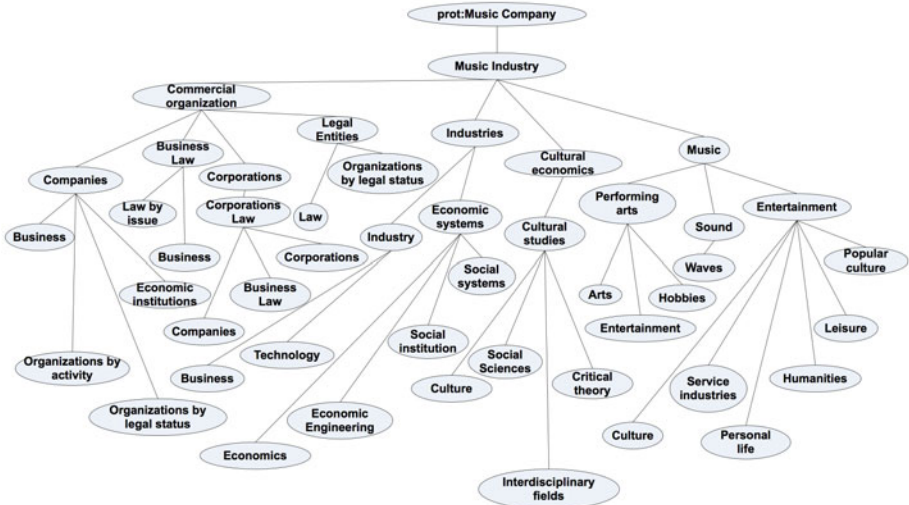 prot:Music Company
Music Industry
Commercial
organization
Legal
Entities
Industries
Cultural
economics
Music
Business
Law
Companies
Corporations
Organizations
by legal status
Performing
arts
Law by
issue
Corporations
Law
Law
Economic
systems
Sound
Entertainment
Business
Industry
Cultural
studies
Business
Corporations
Popular
culture
Economic
institutions
Business
Law
Social
systems
Waves
Arts
Hobbies
Companies
Entertainment
Leisure
Technology
Social
institution
Organizations by
activity
Business
Social
Sciences
Culture
Critical
theory
Service
industries
Humanities
Organizations by
legal status
Economic
Engineering
Culture
Personal
life
Economics
Interdisciplinary
fields